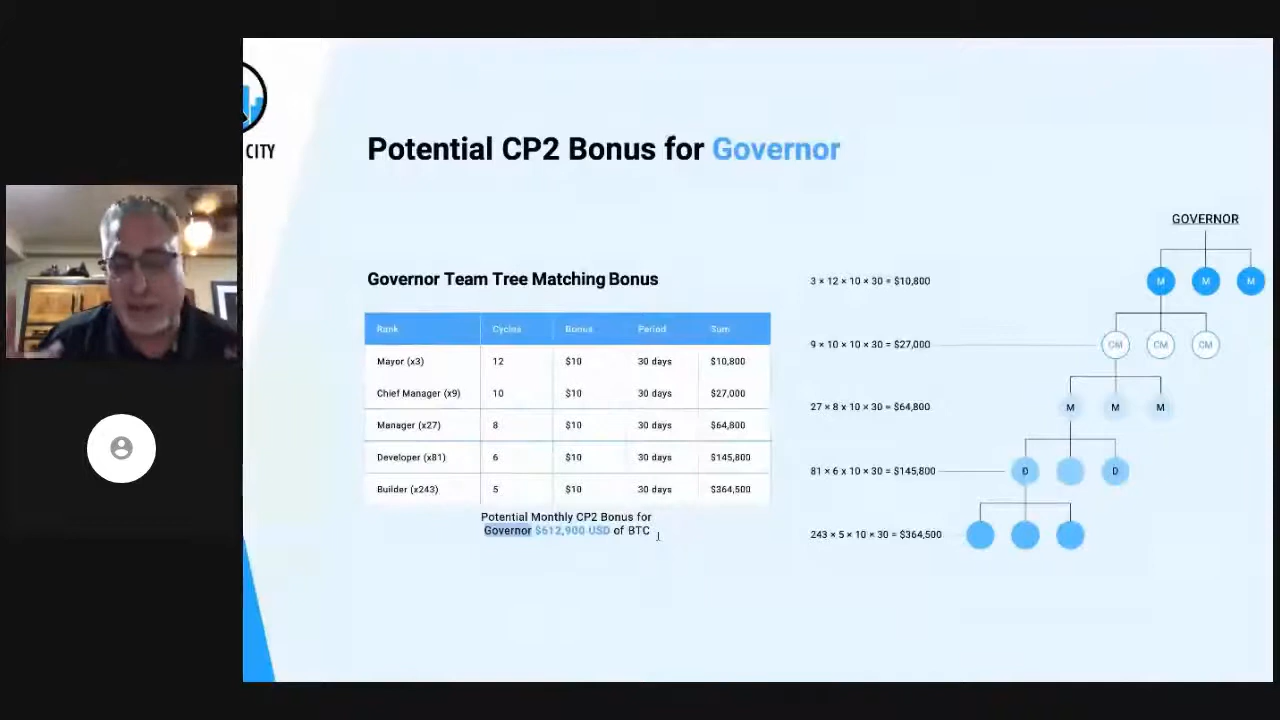 CITY
Potential CP2 Bonus for Governor
Governor Team Tree Matching Bonus
Rank Cycles Bonus Period Sum
Mayor (x3) 12 $10 30 days $10,800
Chief Manager (x9) 10 $10 30 days $27,000
Manager (x27) 8 $10 30 days $64,800
Developer (x81) 6 $10 30 days $145,800
Builder (x243) 5 $10 30 days $364,500
Potential Monthly CP2 Bonus for
Governor $612,900 USD of BTC
GOVERNOR
3 × 12 × 10 × 30 = $10,800 M M M
9 × 10 × 10 × 30 = $27,000 CM CM CM
27 × 8 x 10 × 30 = $64,800 M M M
81 × 6 x 10 × 30 = $145,800 D D
243 × 5 × 10 × 30 = $364,500